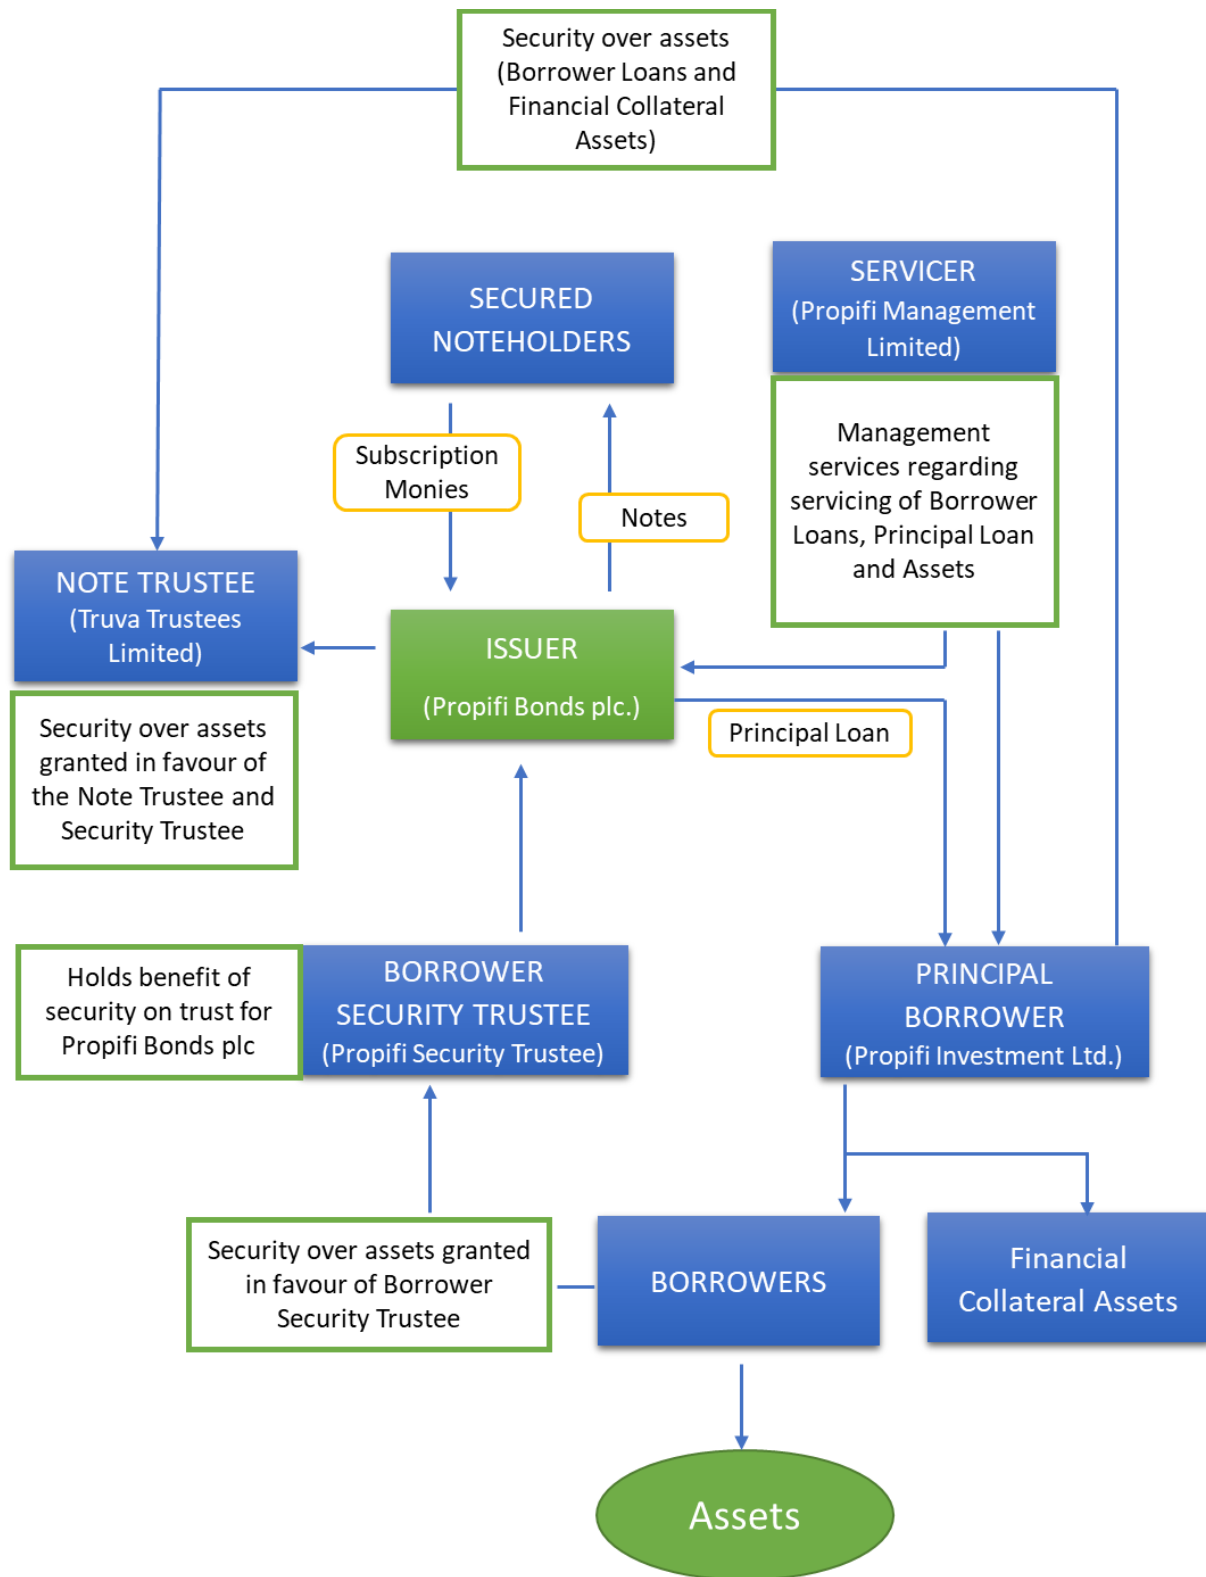 Security over assets
(Borrower Loans and
Financial Collateral
Assets)
SECURED
NOTEHOLDERS
SERVICER
(Propifi Management
Limited)
Management
services regarding
servicing of Borrower
Loans, Principal Loan
and Assets
Subscription
Monies
Notes
NOTE TRUSTEE
(Truva Trustees
Limited)
ISSUER
(Propifi Bonds plc.)
Principal Loan
Security over assets
granted in favour of
the Note Trustee and
Security Trustee
Holds benefit of
security on trust for
Propifi Bonds plc
BORROWER
SECURITY TRUSTEE
(Propifi Security Trustee)
PRINCIPAL
BORROWER
(Propifi Investment Ltd.)
Security over assets granted
in favour of Borrower
Security Trustee
BORROWERS
Financial
Collateral Assets
Assets